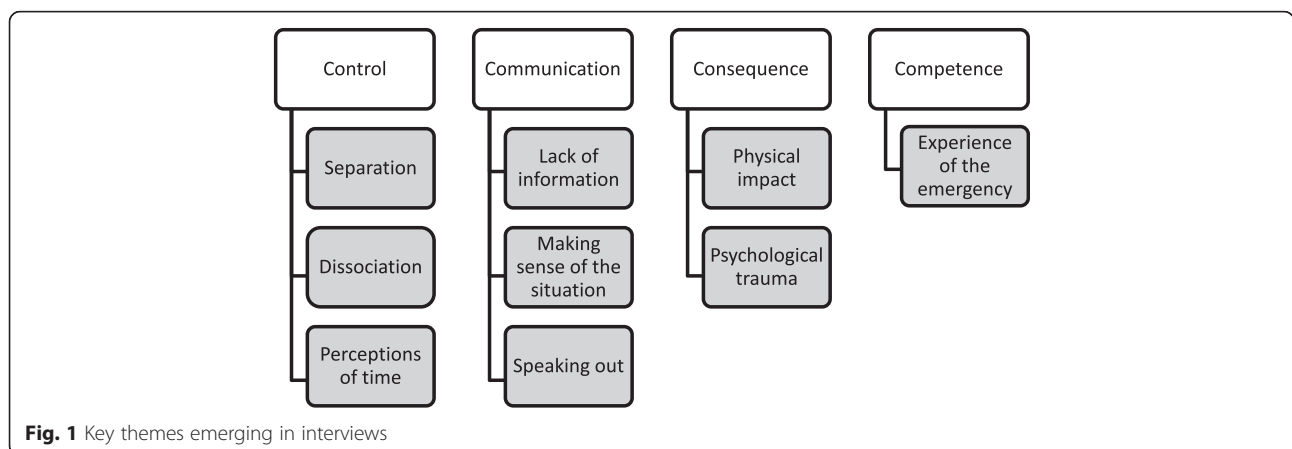 Control
Separation
Dissociation
Perceptions
of time
Communication
Lack of
information
Making
sense of the
situation
Speaking out
Consequence
Physical
impact
Psychological
trauma
Competence
Experience
of the
emergency
Fig. 1 Key themes emerging in interviews